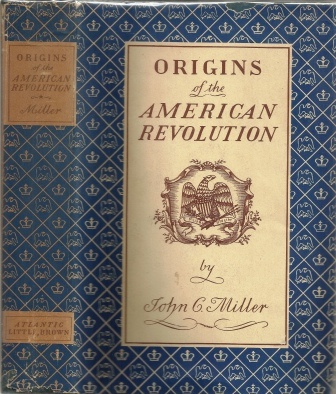 ORIGINS
of the
AMERICAN
REVOLUTION
Miller
ATLANTIC
LITTLE, BROWN
ORIGINS
of the
AMERICAN
REVOLUTION
by
John C. Miller